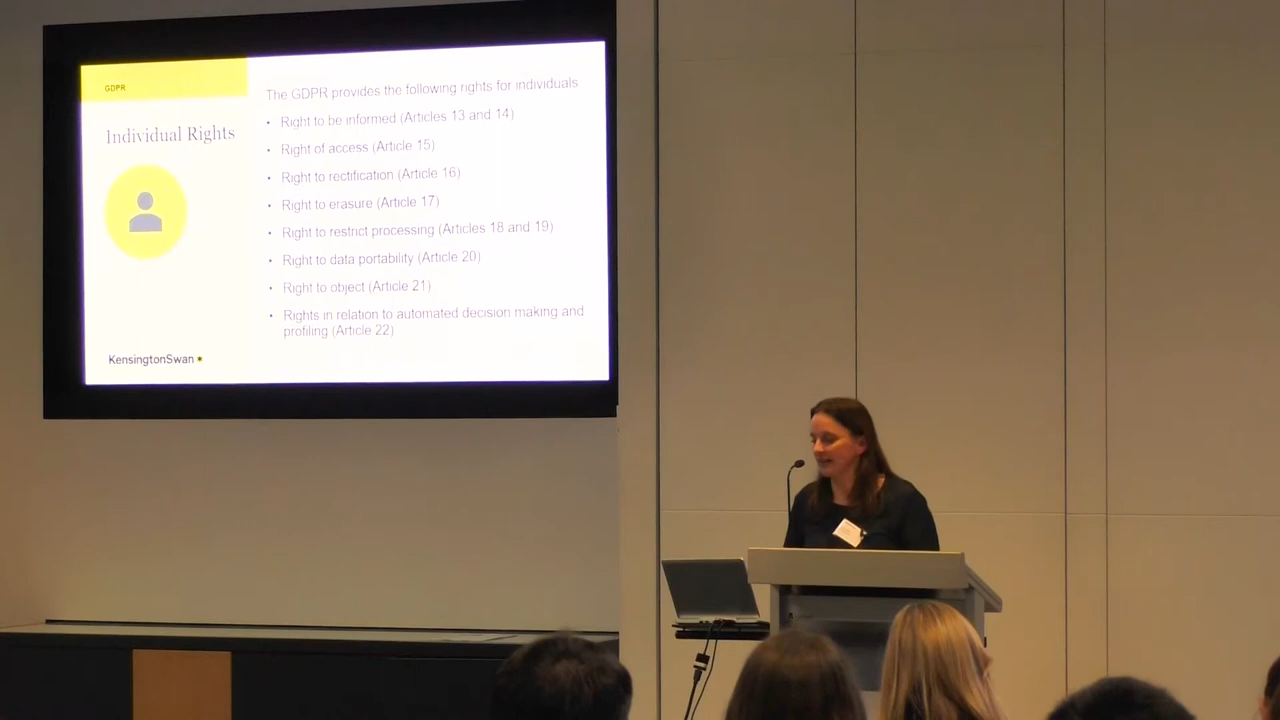 GDPR
Individual Rights
The GDPR provides the following rights for individuals
• Right to be informed (Articles 13 and 14)
• Right of access (Article 15)
• Right to rectification (Article 16)
• Right to erasure (Article 17)
• Right to restrict processing (Articles 18 and 19)
• Right to data portability (Article 20)
• Right to object (Article 21)
• Rights in relation to automated decision making and
profiling (Article 22)
KensingtonSwan